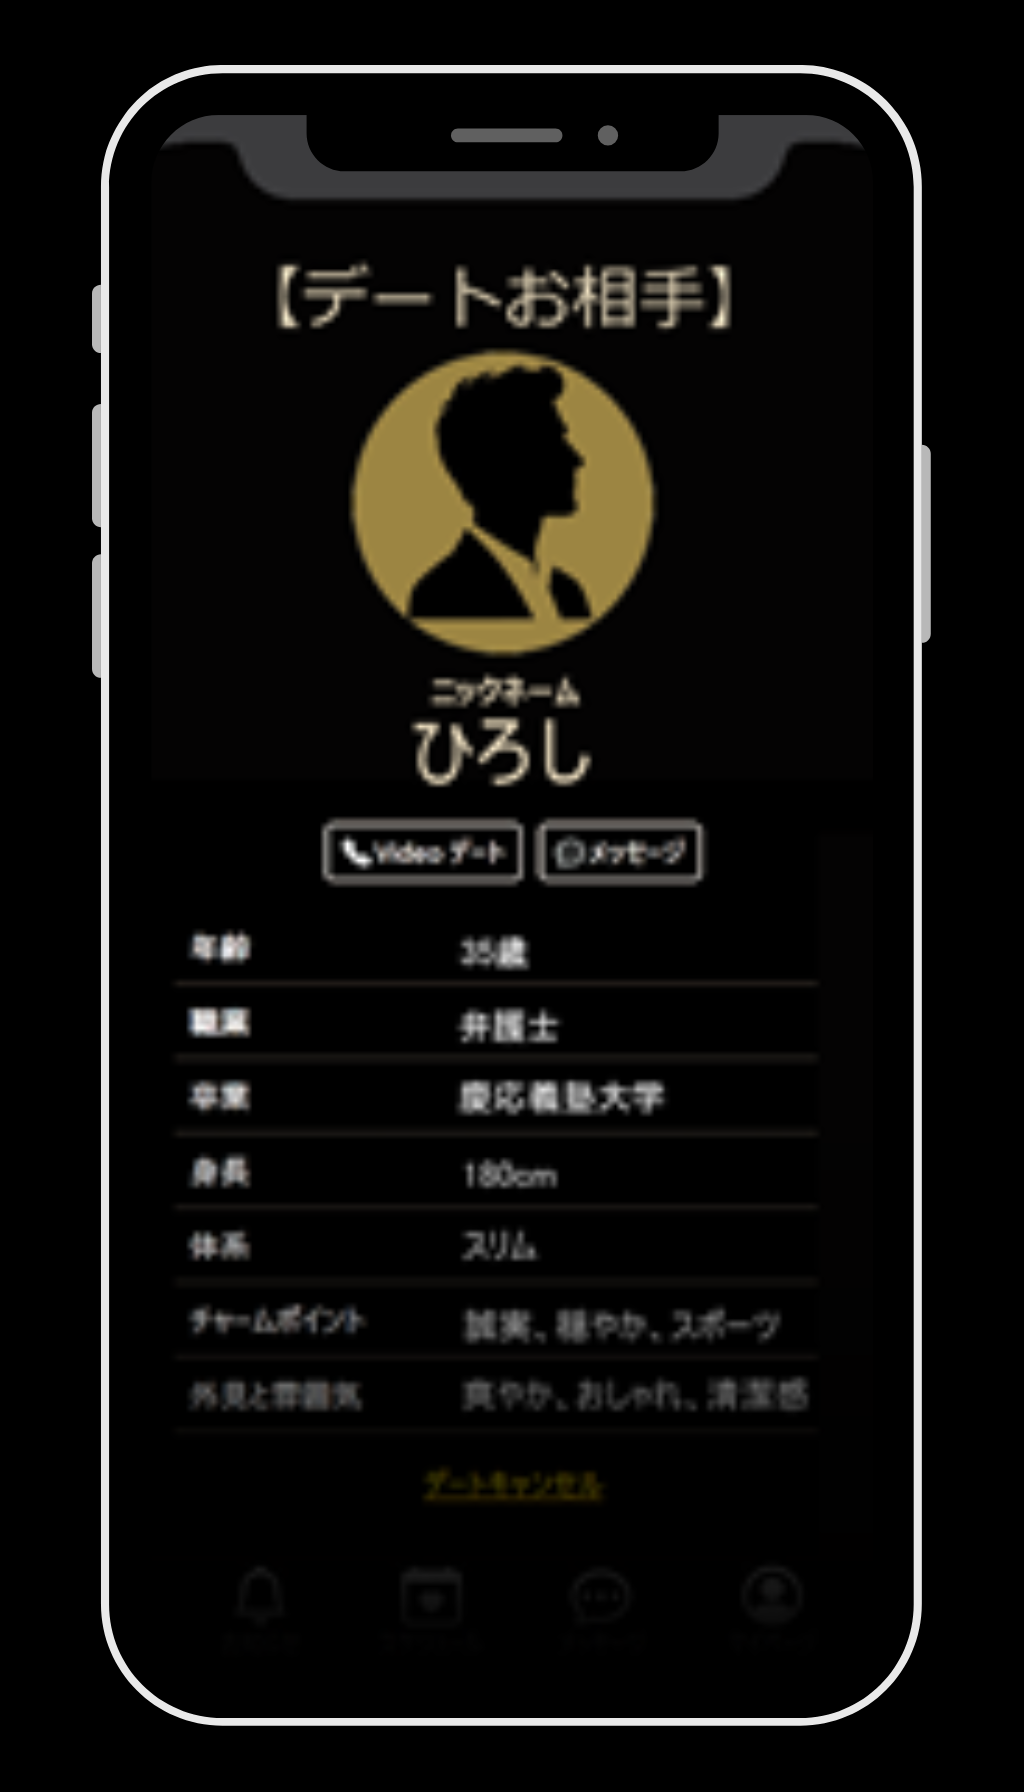 【デートお相手】
ニックネーム
ひろし
Video デート
メッセージ
年齢 35歳
職業 弁護士
卒業 慶応義塾大学
身長 180cm
体系 スリム
チャームポイント 誠実、穏やか、スポーツ
外見と雰囲気 爽やか、おしゃれ、清潔感
デートキャンセル